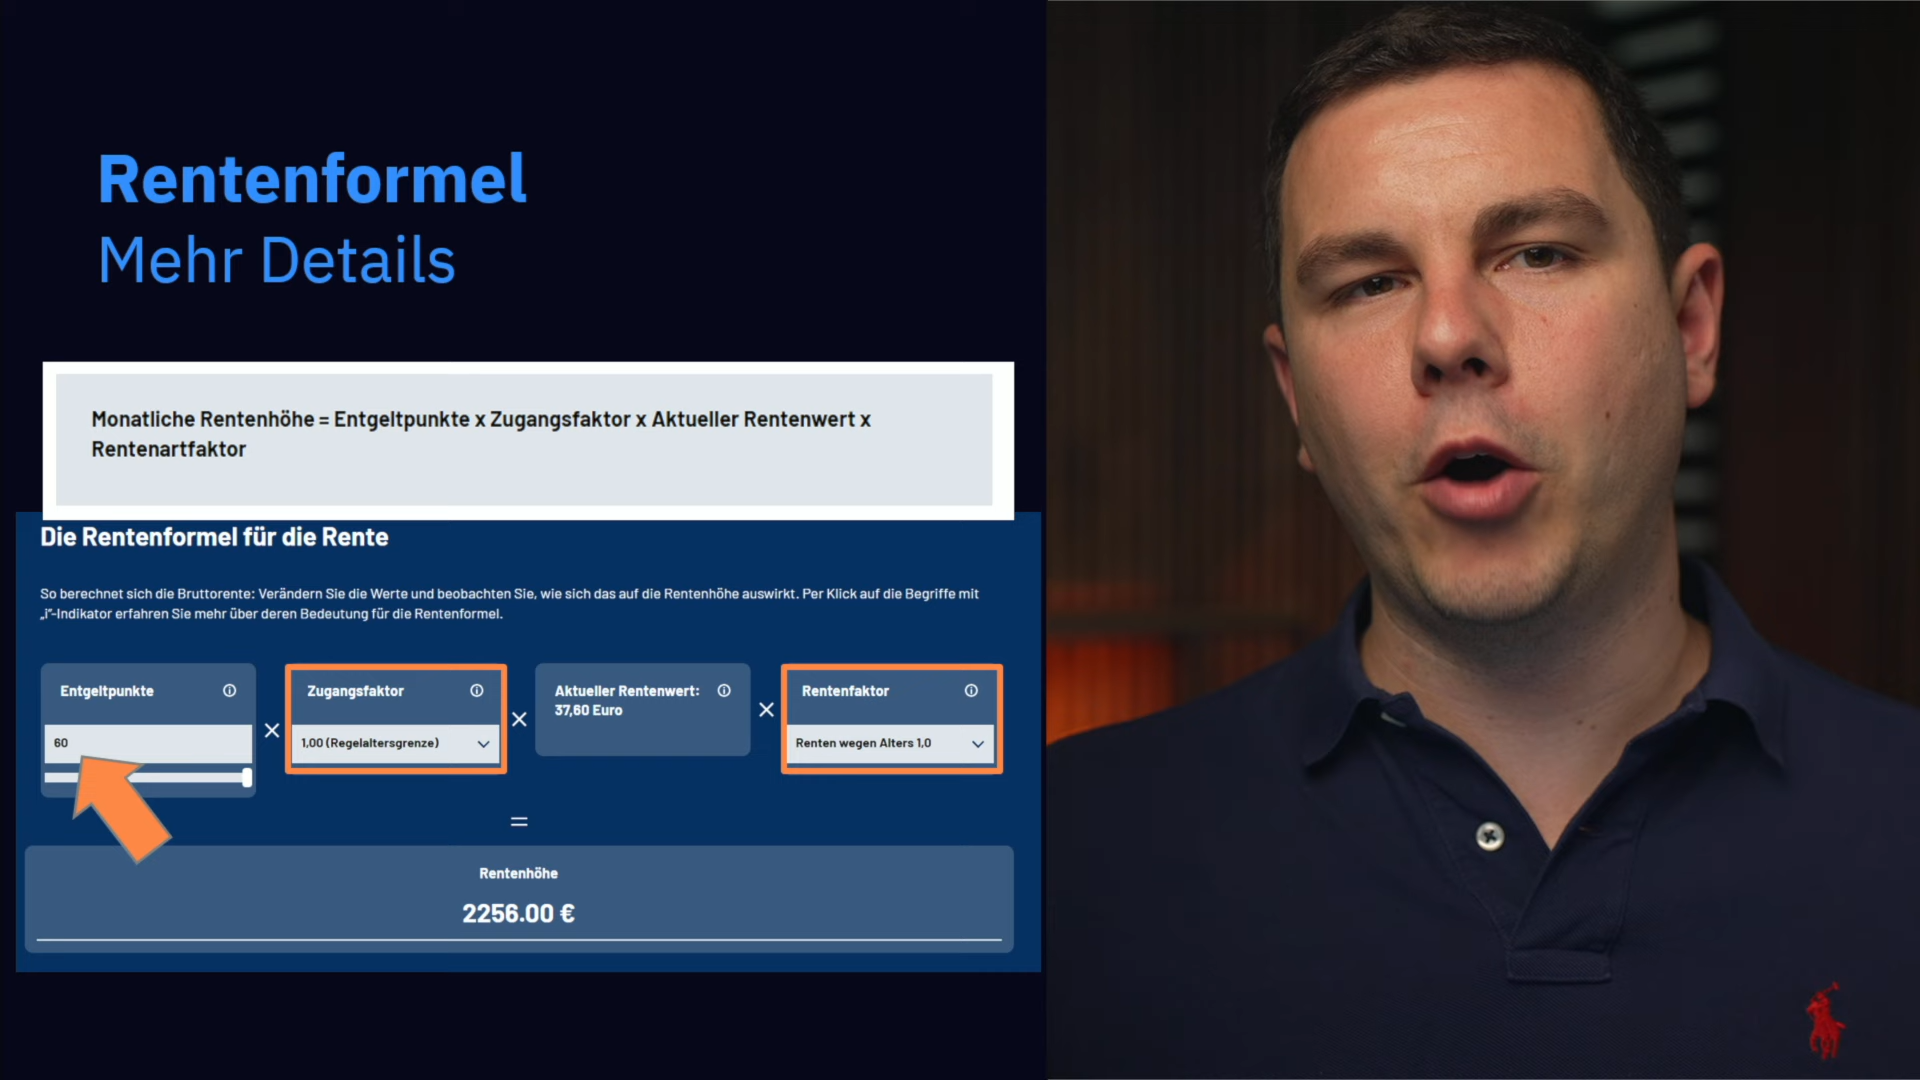 Rentenformel
Mehr Details
Monatliche Rentenhöhe = Entgeltpunkte x Zugangsfaktor x Aktueller Rentenwert x
Rentenartfaktor
Die Rentenformel für die Rente
So berechnet sich die Bruttorente: Verändern Sie die Werte und beobachten Sie, wie sich das auf die Rentenhöhe auswirkt. Per Klick auf die Begriffe mit
„i"-Indikator erfahren Sie mehr über deren Bedeutung für die Rentenformel.
Entgeltpunkte
60
×
Zugangsfaktor
1,00 (Regelaltersgrenze)
×
Aktueller Rentenwert:
37,60 Euro
×
Rentenfaktor
Renten wegen Alters 1,0
=
Rentenhöhe
2256.00 €